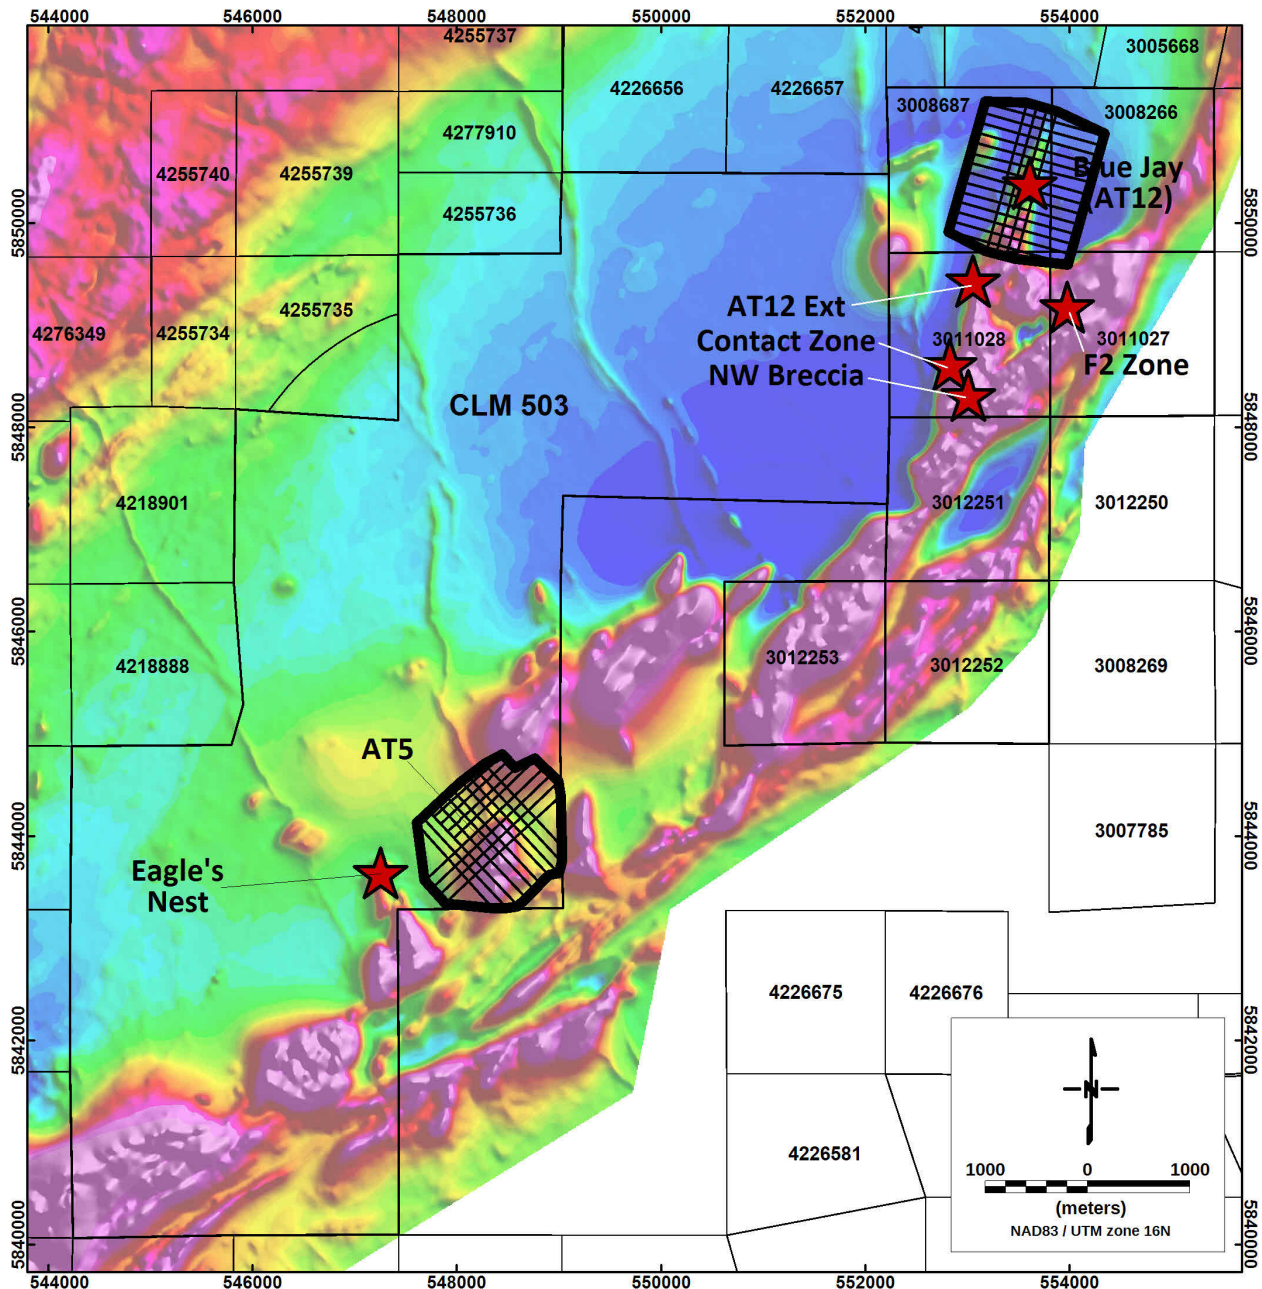 544000 546000 548000 550000 552000 554000
4255737
3005668
4226656 4226657
3008687 3008266
4277910
4255740 4255739
Blue Jay
(AT12)
4255736
5850000 5850000
AT12 Ext
4255735
4276349 4255734
Contact Zone
3011028 3011027
F2 Zone
NW Breccia
CLM 503
5848000 5848000
4218901
3012251 3012250
5846000 5846000
4218888
3012253 3012252 3008269
AT5
5844000 5844000
3007785
Eagle's
Nest
4226675 4226676
5842000 5842000
N
4226581
1000 0 1000
(meters)
NAD83 / UTM zone 16N
5840000 5840000
544000 546000 548000 550000 552000 554000